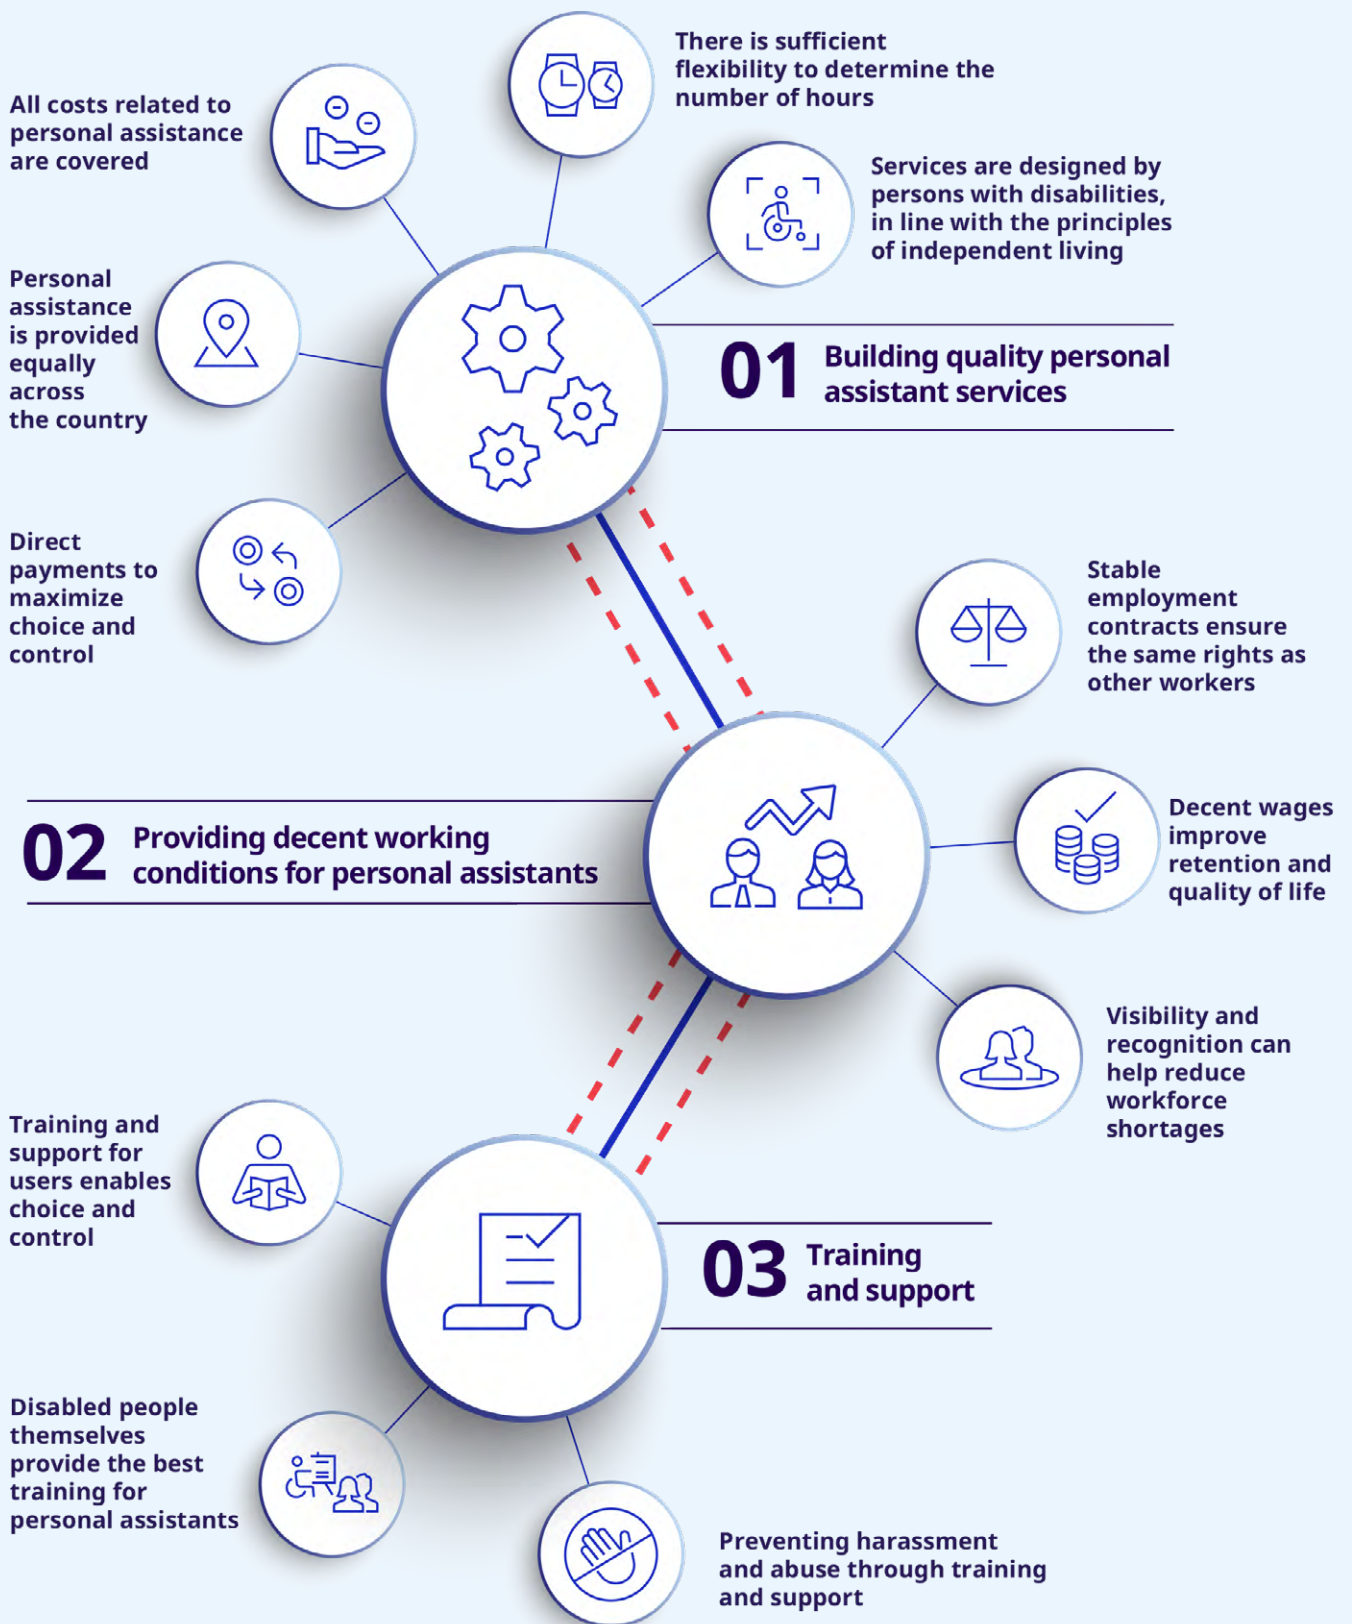 There is sufficient
flexibility to determine the
number of hours
All costs related to
personal assistance
are covered
Services are designed by
persons with disabilities,
in line with the principles
of independent living
Personal
assistance
is provided
equally
across
the country
01
Building quality personal
assistant services
Direct
payments to
maximize
choice and
control
Stable
employment
contracts ensure
the same rights as
other workers
02
Providing decent working
conditions for personal assistants
Decent wages
improve
retention and
quality of life
Visibility and
recognition can
help reduce
workforce
shortages
Training and
support for
users enables
choice and
control
03
Training
and support
Disabled people
themselves
provide the best
training for
personal assistants
Preventing harassment
and abuse through training
and support